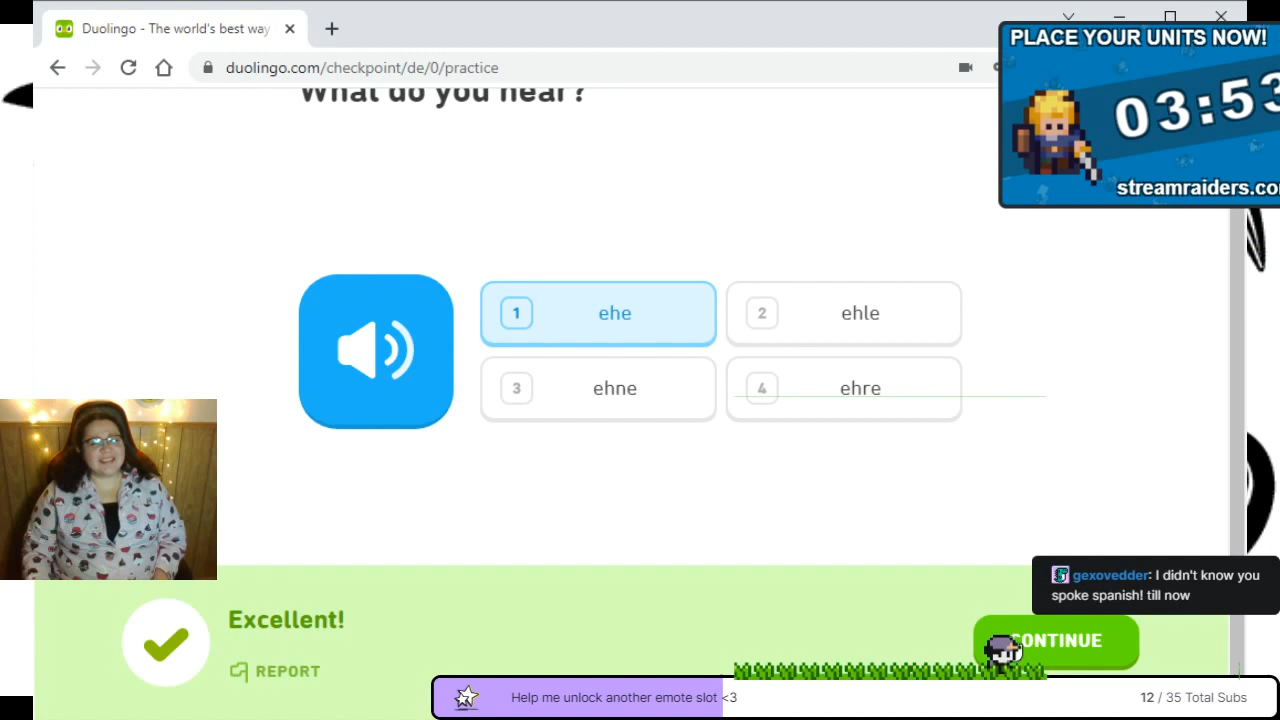 Duolingo - The world's best way
duolingo.com/checkpoint/de/0/practice
PLACE YOUR UNITS NOW!
03:53
streamraiders.co
What do you hear?
1 ehe
2 ehle
3 ehne
4 ehre
gexovedder: I didn't know you
spoke spanish! till now
Excellent!
REPORT
CONTINUE
Help me unlock another emote slot <3
12 / 35 Total Subs